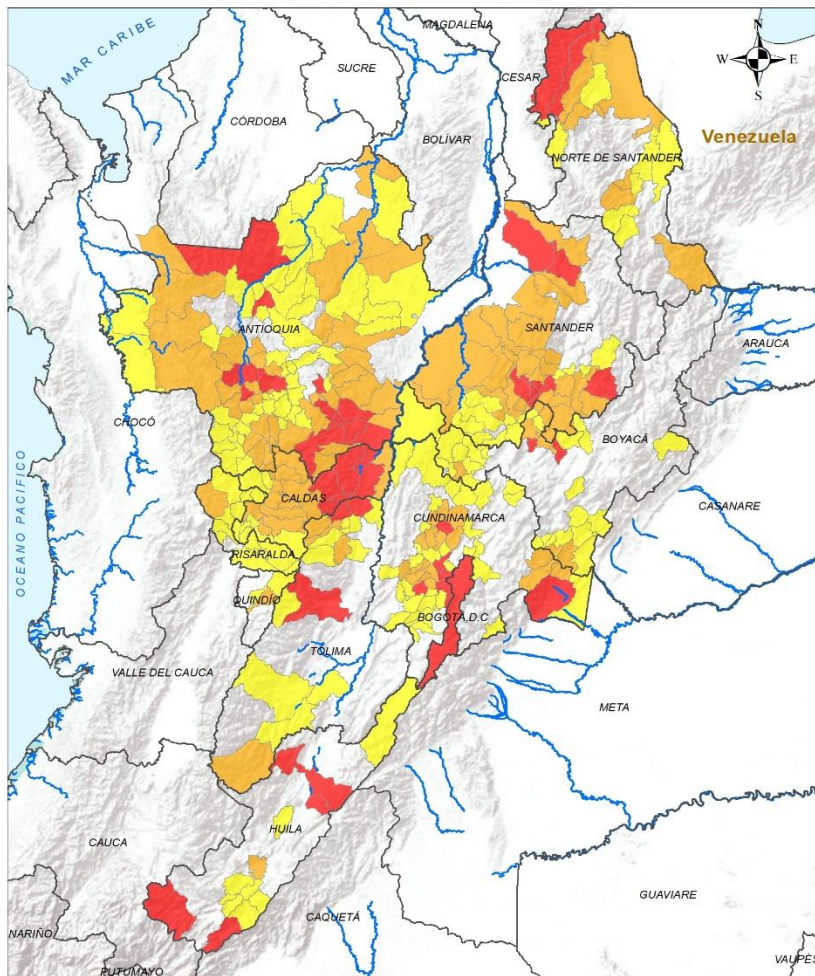 MAGDALENA
N
W E
S
MAR CARIBE
SUCRE
CESAR
CÓRDOBA
BOLÍVAR
Venezuela
NORTE DE SANTANDER
ANTIOQUIA
SANTANDER
ARAUCA
CHOCÓ
BOYACÁ
CALDAS
CUNDINAMARCA
CASANARE
OCEANO PACIFICO
RISARALDA
QUINDÍO
BOGOTÁ, D.C
TOLIMA
VALLE DEL CAUCA
META
HUILA
CAUCA
GUAVIARE
CAQUETÁ
NARIÑO
PUTUMAYO
VAUPÉS